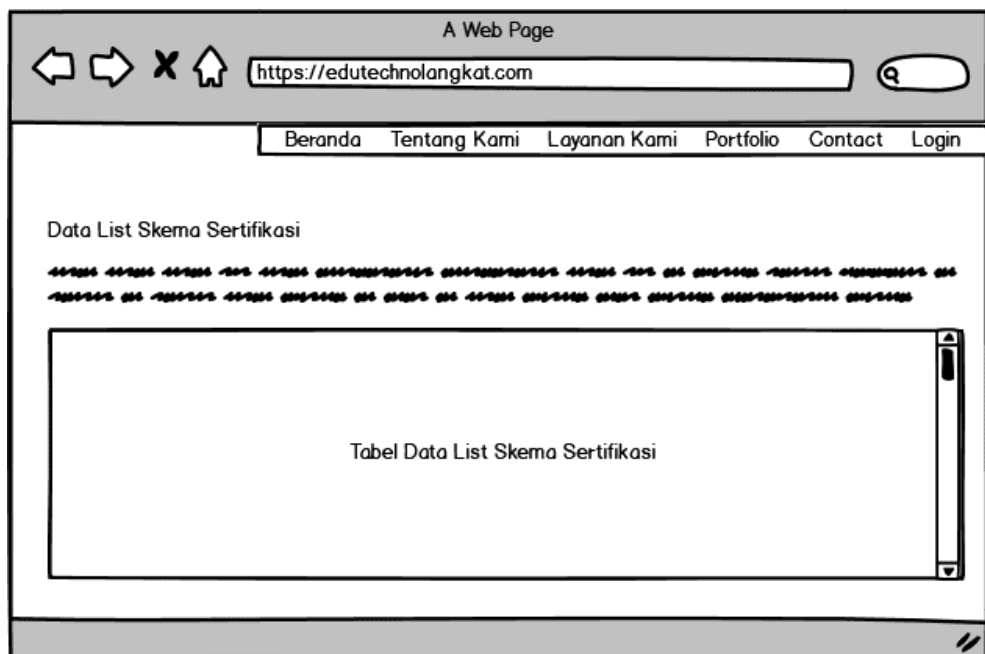 A Web Page
https://edutechnolangkat.com
Beranda Tentang Kami Layanan Kami Portfolio Contact Login
Data List Skema Sertifikasi
Tabel Data List Skema Sertifikasi